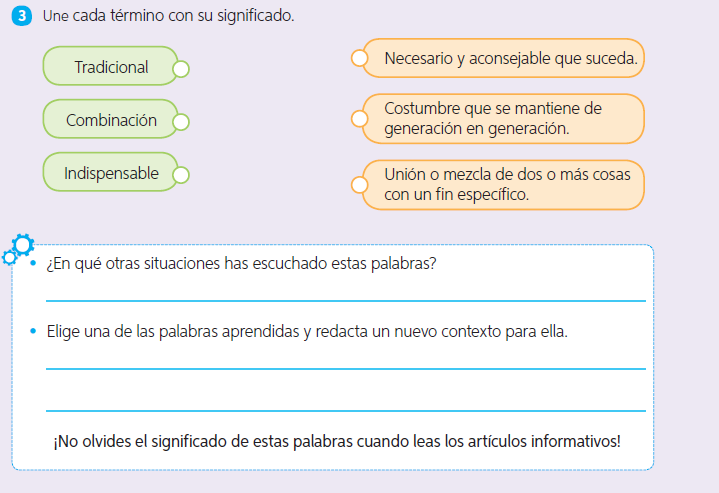 3 Une cada término con su significado.
Tradicional
Necesario y aconsejable que suceda.
Combinación
Costumbre que se mantiene de
generación en generación.
Indispensable
Unión o mezcla de dos o más cosas
con un fin específico.
• ¿En qué otras situaciones has escuchado estas palabras?
• Elige una de las palabras aprendidas y redacta un nuevo contexto para ella.
¡No olvides el significado de estas palabras cuando leas los artículos informativos!